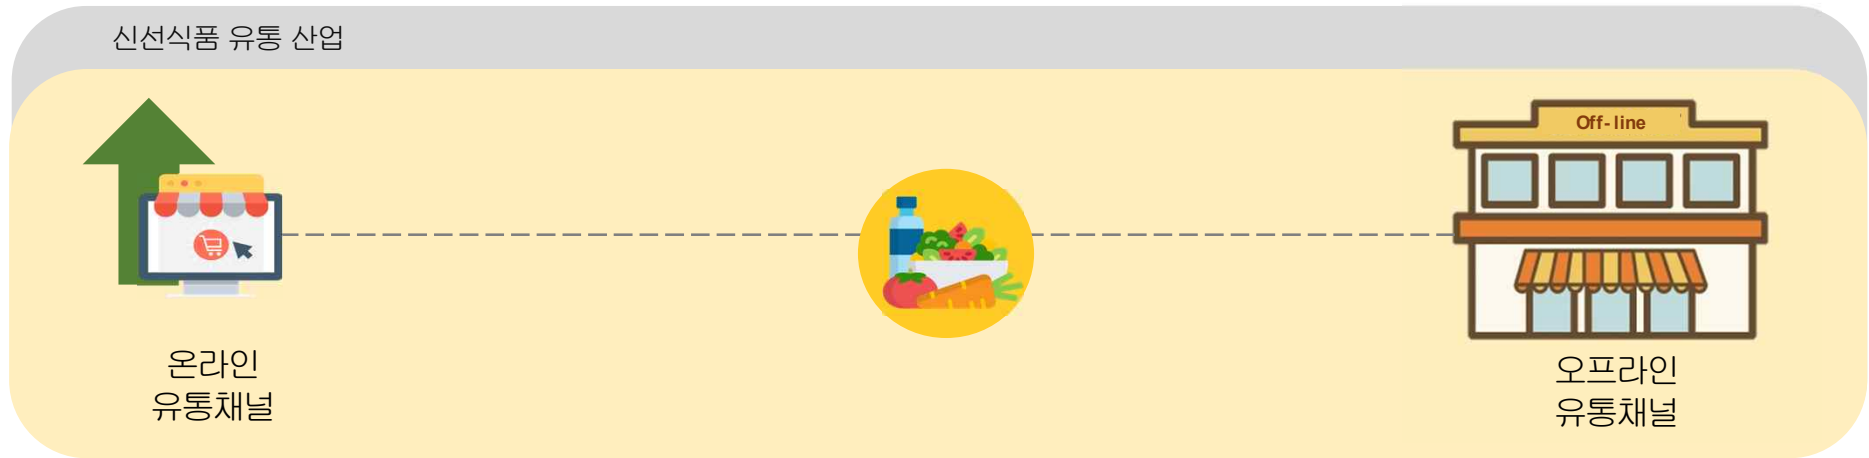 신선식품 유통 산업
Off-line
온라인
유통채널
오프라인
유통채널